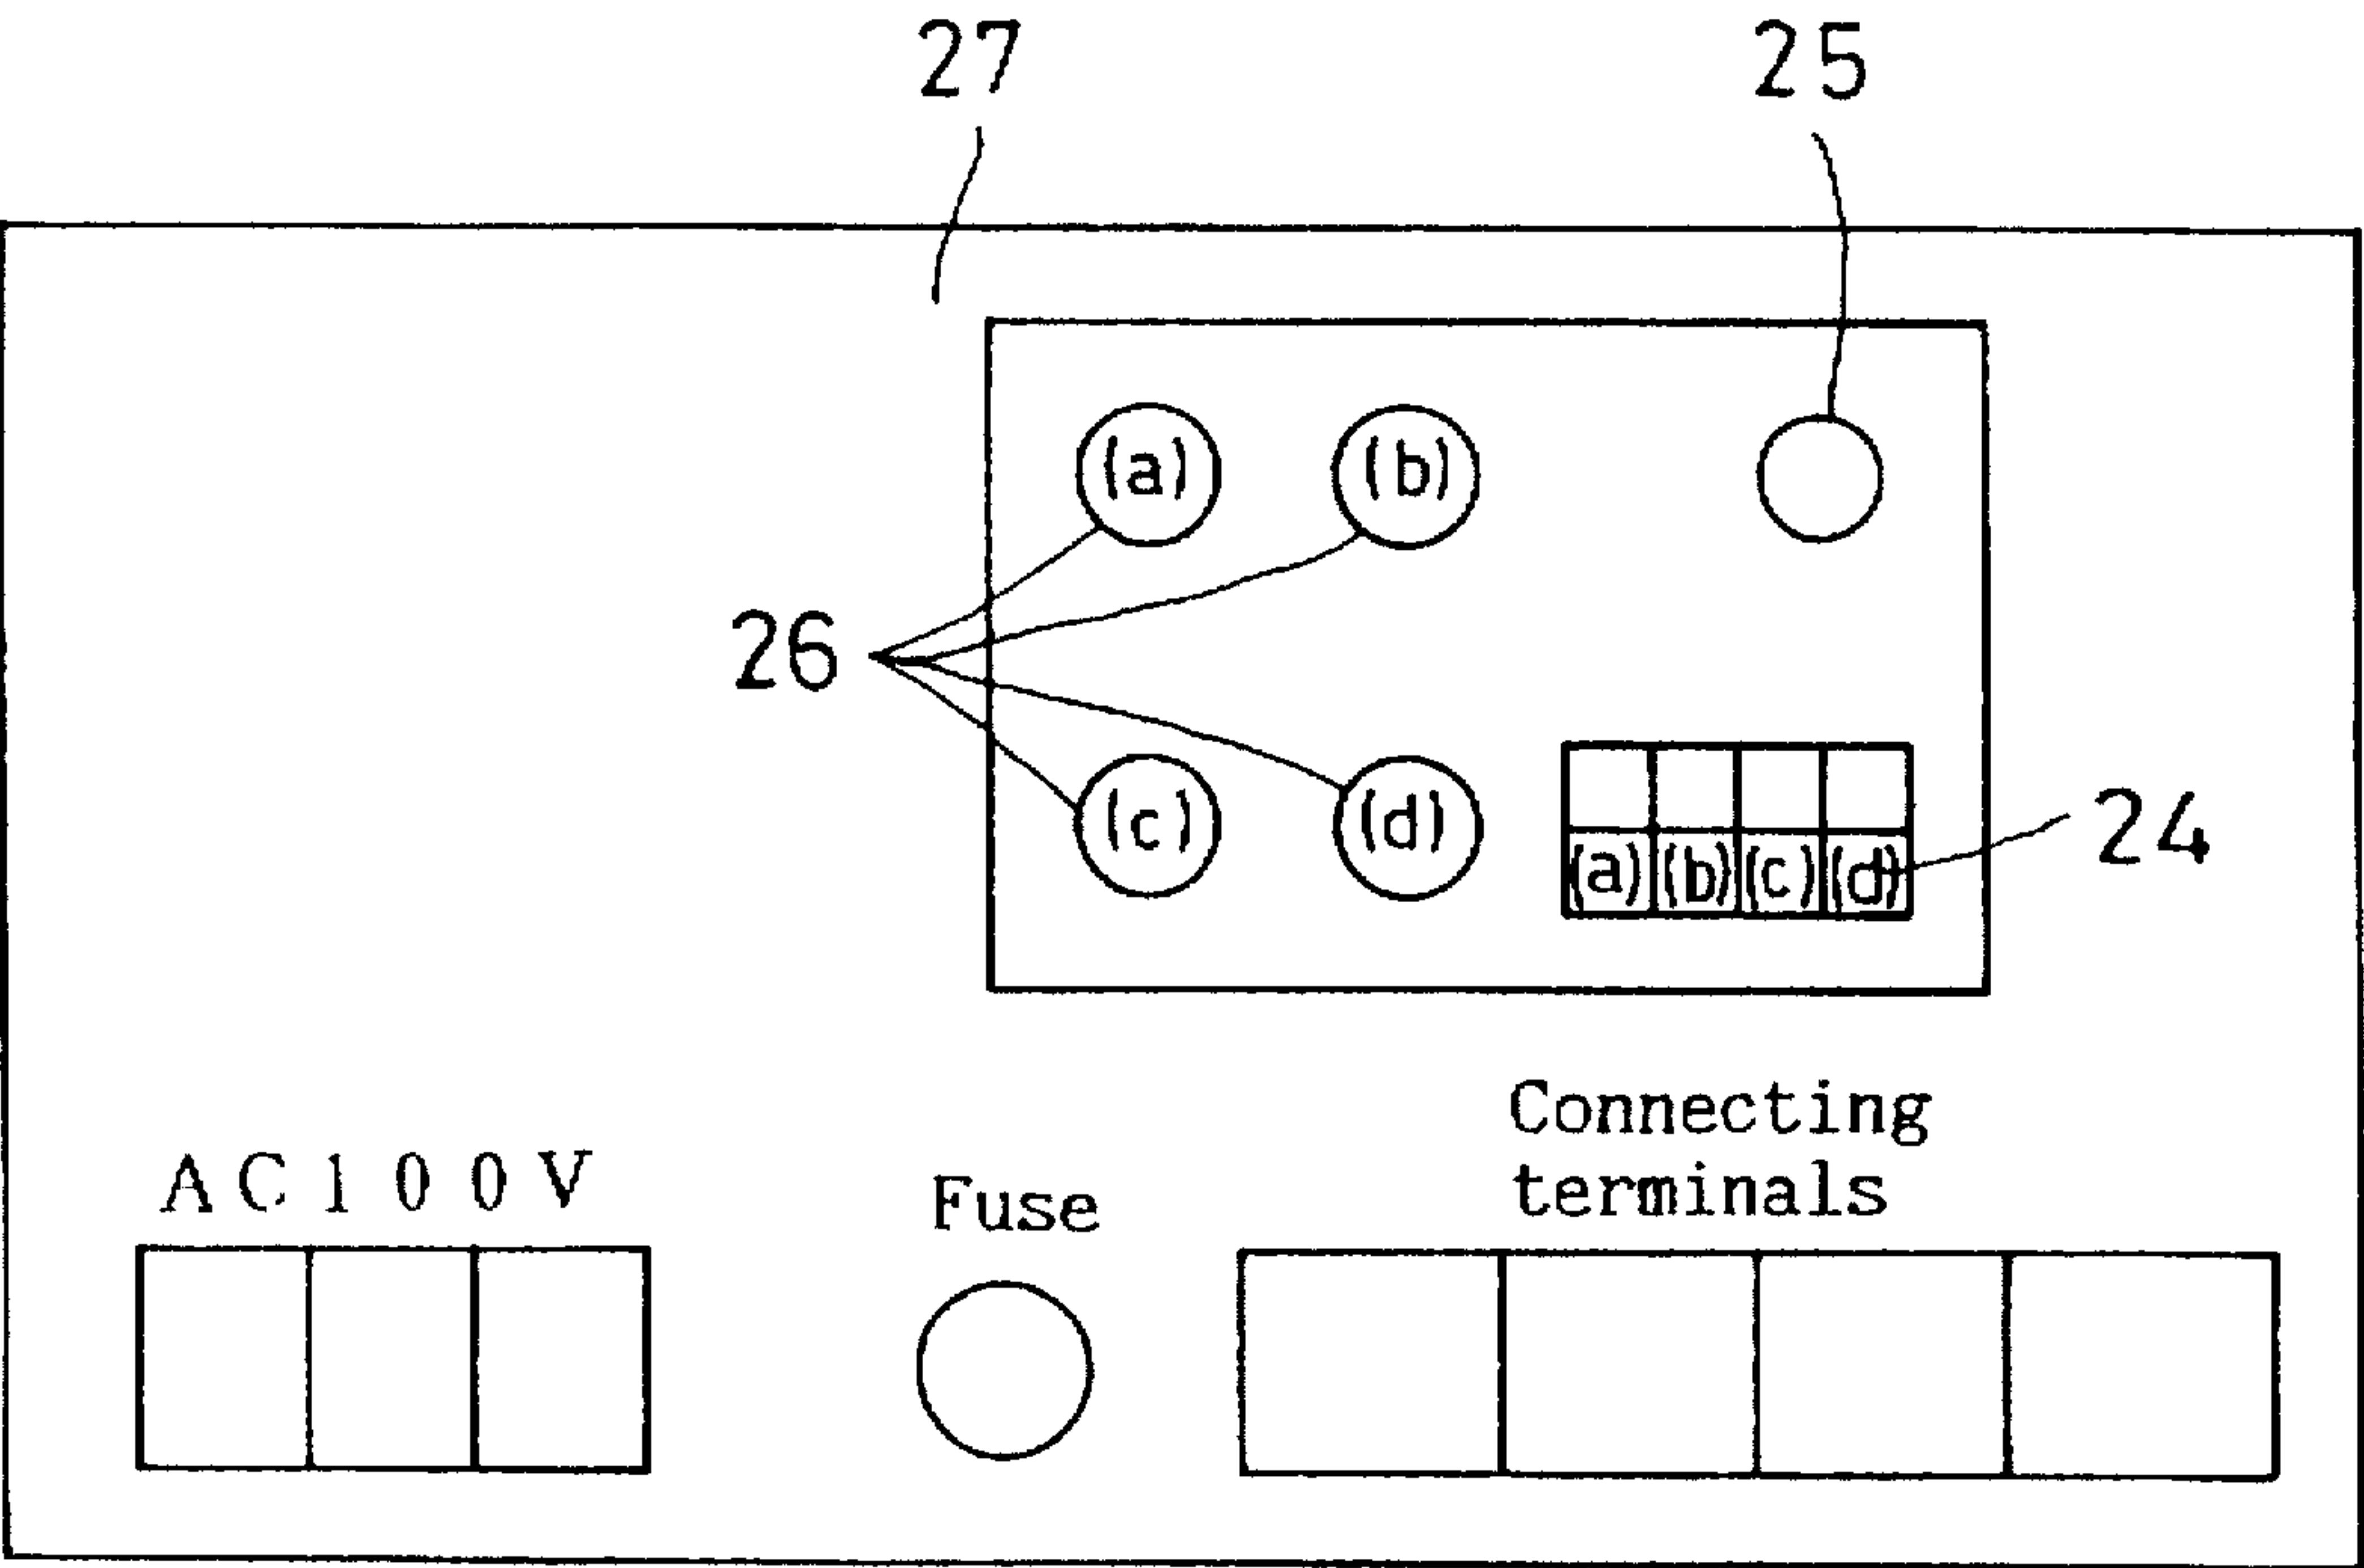 27 25
(a) (b)
26
(c) (d)
(a) (b) (c) (d) 24
Connecting
terminals
AC100V
Fuse